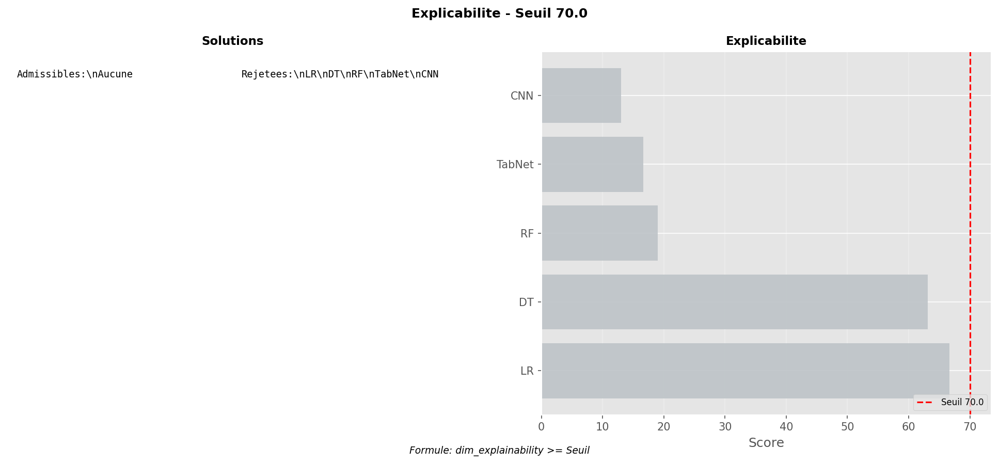 Explicabilite - Seuil 70.0
Solutions
Admissibles:\nAucune
Rejetees:\nLR\nDT\nRF\nTabNet\nCNN
Explicabilite
CNN
TabNet
RF
DT
LR
Seuil 70.0
0 10 20 30 40 50 60 70
Score
Formule: dim_explainability >= Seuil